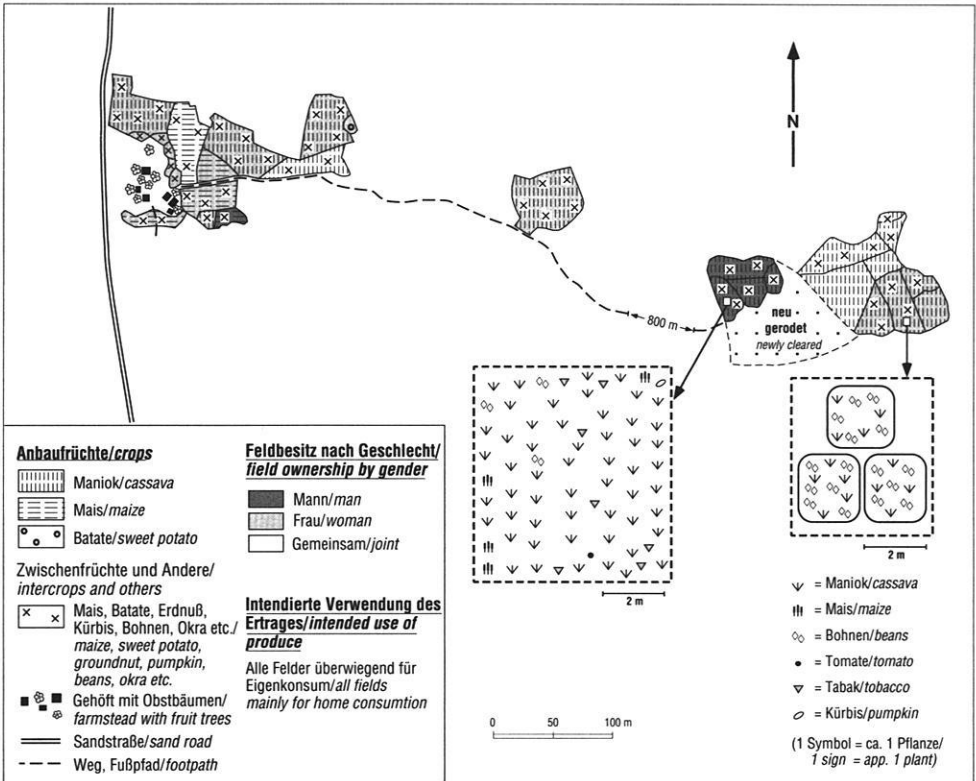 N
800 m
neu
gerodet
newly cleared
2 m
2 m
Anbaufrüchte/crops
Maniok/cassava
Mais/maize
Batate/sweet potato
Zwischenfrüchte und Andere/
intercrops and others
Mais, Batate, Erdnuß,
Kürbis, Bohnen, Okra etc./
maize, sweet potato,
groundnut, pumpkin,
beans, okra etc.
Gehöft mit Obstbäumen/
farmstead with fruit trees
Sandstraße/sand road
Weg, Fußpfad/footpath
Feldbesitz nach Geschlecht/
field ownership by gender
Mann/man
Frau/woman
Gemeinsam/joint
Intendierte Verwendung des
Ertrages/intended use of
produce
Alle Felder überwiegend für
Eigenkonsum/all fields
mainly for home consumtion
0 50 100 m
= Maniok/cassava
= Mais/maize
= Bohnen/beans
= Tomate/tomato
= Tabak/tobacco
= Kürbis/pumpkin
(1 Symbol = ca. 1 Pflanze/
1 sign = app. 1 plant)